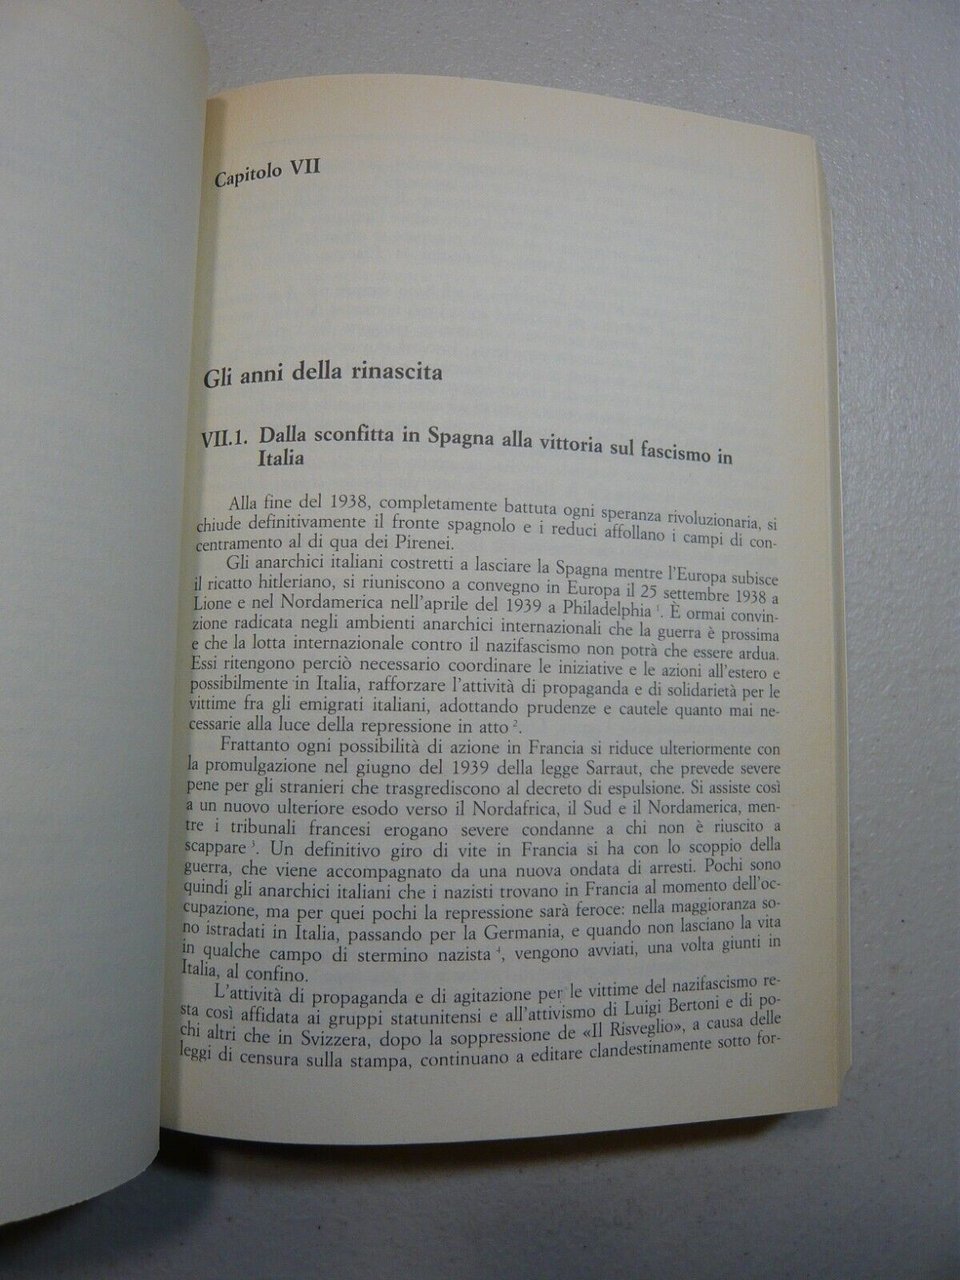 Capitolo VII
Gli anni della rinascita
VII.1. Dalla sconfitta in Spagna alla vittoria sul fascismo in
Italia
Alla fine del 1938, completamente battuta ogni speranza rivoluzionaria, si
chiude definitivamente il fronte spagnolo e i reduci affollano i campi di con-
centramento al di qua dei Pirenei.
Gli anarchici italiani costretti a lasciare la Spagna mentre l'Europa subisce
il ricatto hitleriano, si riuniscono a convegno in Europa il 25 settembre 1938 a
Lione e nel Nordamerica nell'aprile del 1939 a Philadelphia ¹. È ormai convin-
zione radicata negli ambienti anarchici internazionali che la guerra è prossima
e che la lotta internazionale contro il nazifascismo non potrà che essere ardua.
Essi ritengono perciò necessario coordinare le iniziative e le azioni all'estero e
possibilmente in Italia, rafforzare l'attività di propaganda e di solidarietà per le
vittime fra gli emigrati italiani, adottando prudenze e cautele quanto mai ne-
cessarie alla luce della repressione in atto ².
Frattanto ogni possibilità di azione in Francia si riduce ulteriormente con
la promulgazione nel giugno del 1939 della legge Sarraut, che prevede severe
pene per gli stranieri che trasgrediscono al decreto di espulsione. Si assiste così
a un nuovo ulteriore esodo verso il Nordafrica, il Sud e il Nordamerica, men-
tre i tribunali francesi erogano severe condanne a chi non è riuscito a
scappare ³. Un definitivo giro di vite in Francia si ha con lo scoppio della
guerra, che viene accompagnato da una nuova ondata di arresti. Pochi sono
quindi gli anarchici italiani che i nazisti trovano in Francia al momento dell'oc-
cupazione, ma per quei pochi la repressione sarà feroce: nella maggioranza so-
no istradati in Italia, passando per la Germania, e quando non lasciano la vita
in qualche campo di stermino nazista ⁴, vengono avviati, una volta giunti in
Italia, al confino.
L'attività di propaganda e di agitazione per le vittime del nazifascismo re-
sta così affidata ai gruppi statunitensi e all'attivismo di Luigi Bertoni e di po-
chi altri che in Svizzera, dopo la soppressione de «Il Risveglio», a causa delle
leggi di censura sulla stampa, continuano a editare clandestinamente sotto for-